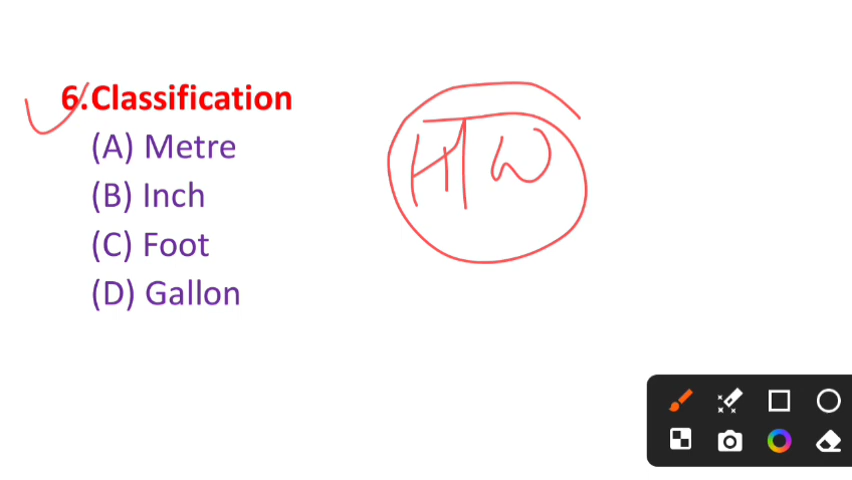 6.Classification
(A) Metre
(B) Inch
(C) Foot
(D) Gallon